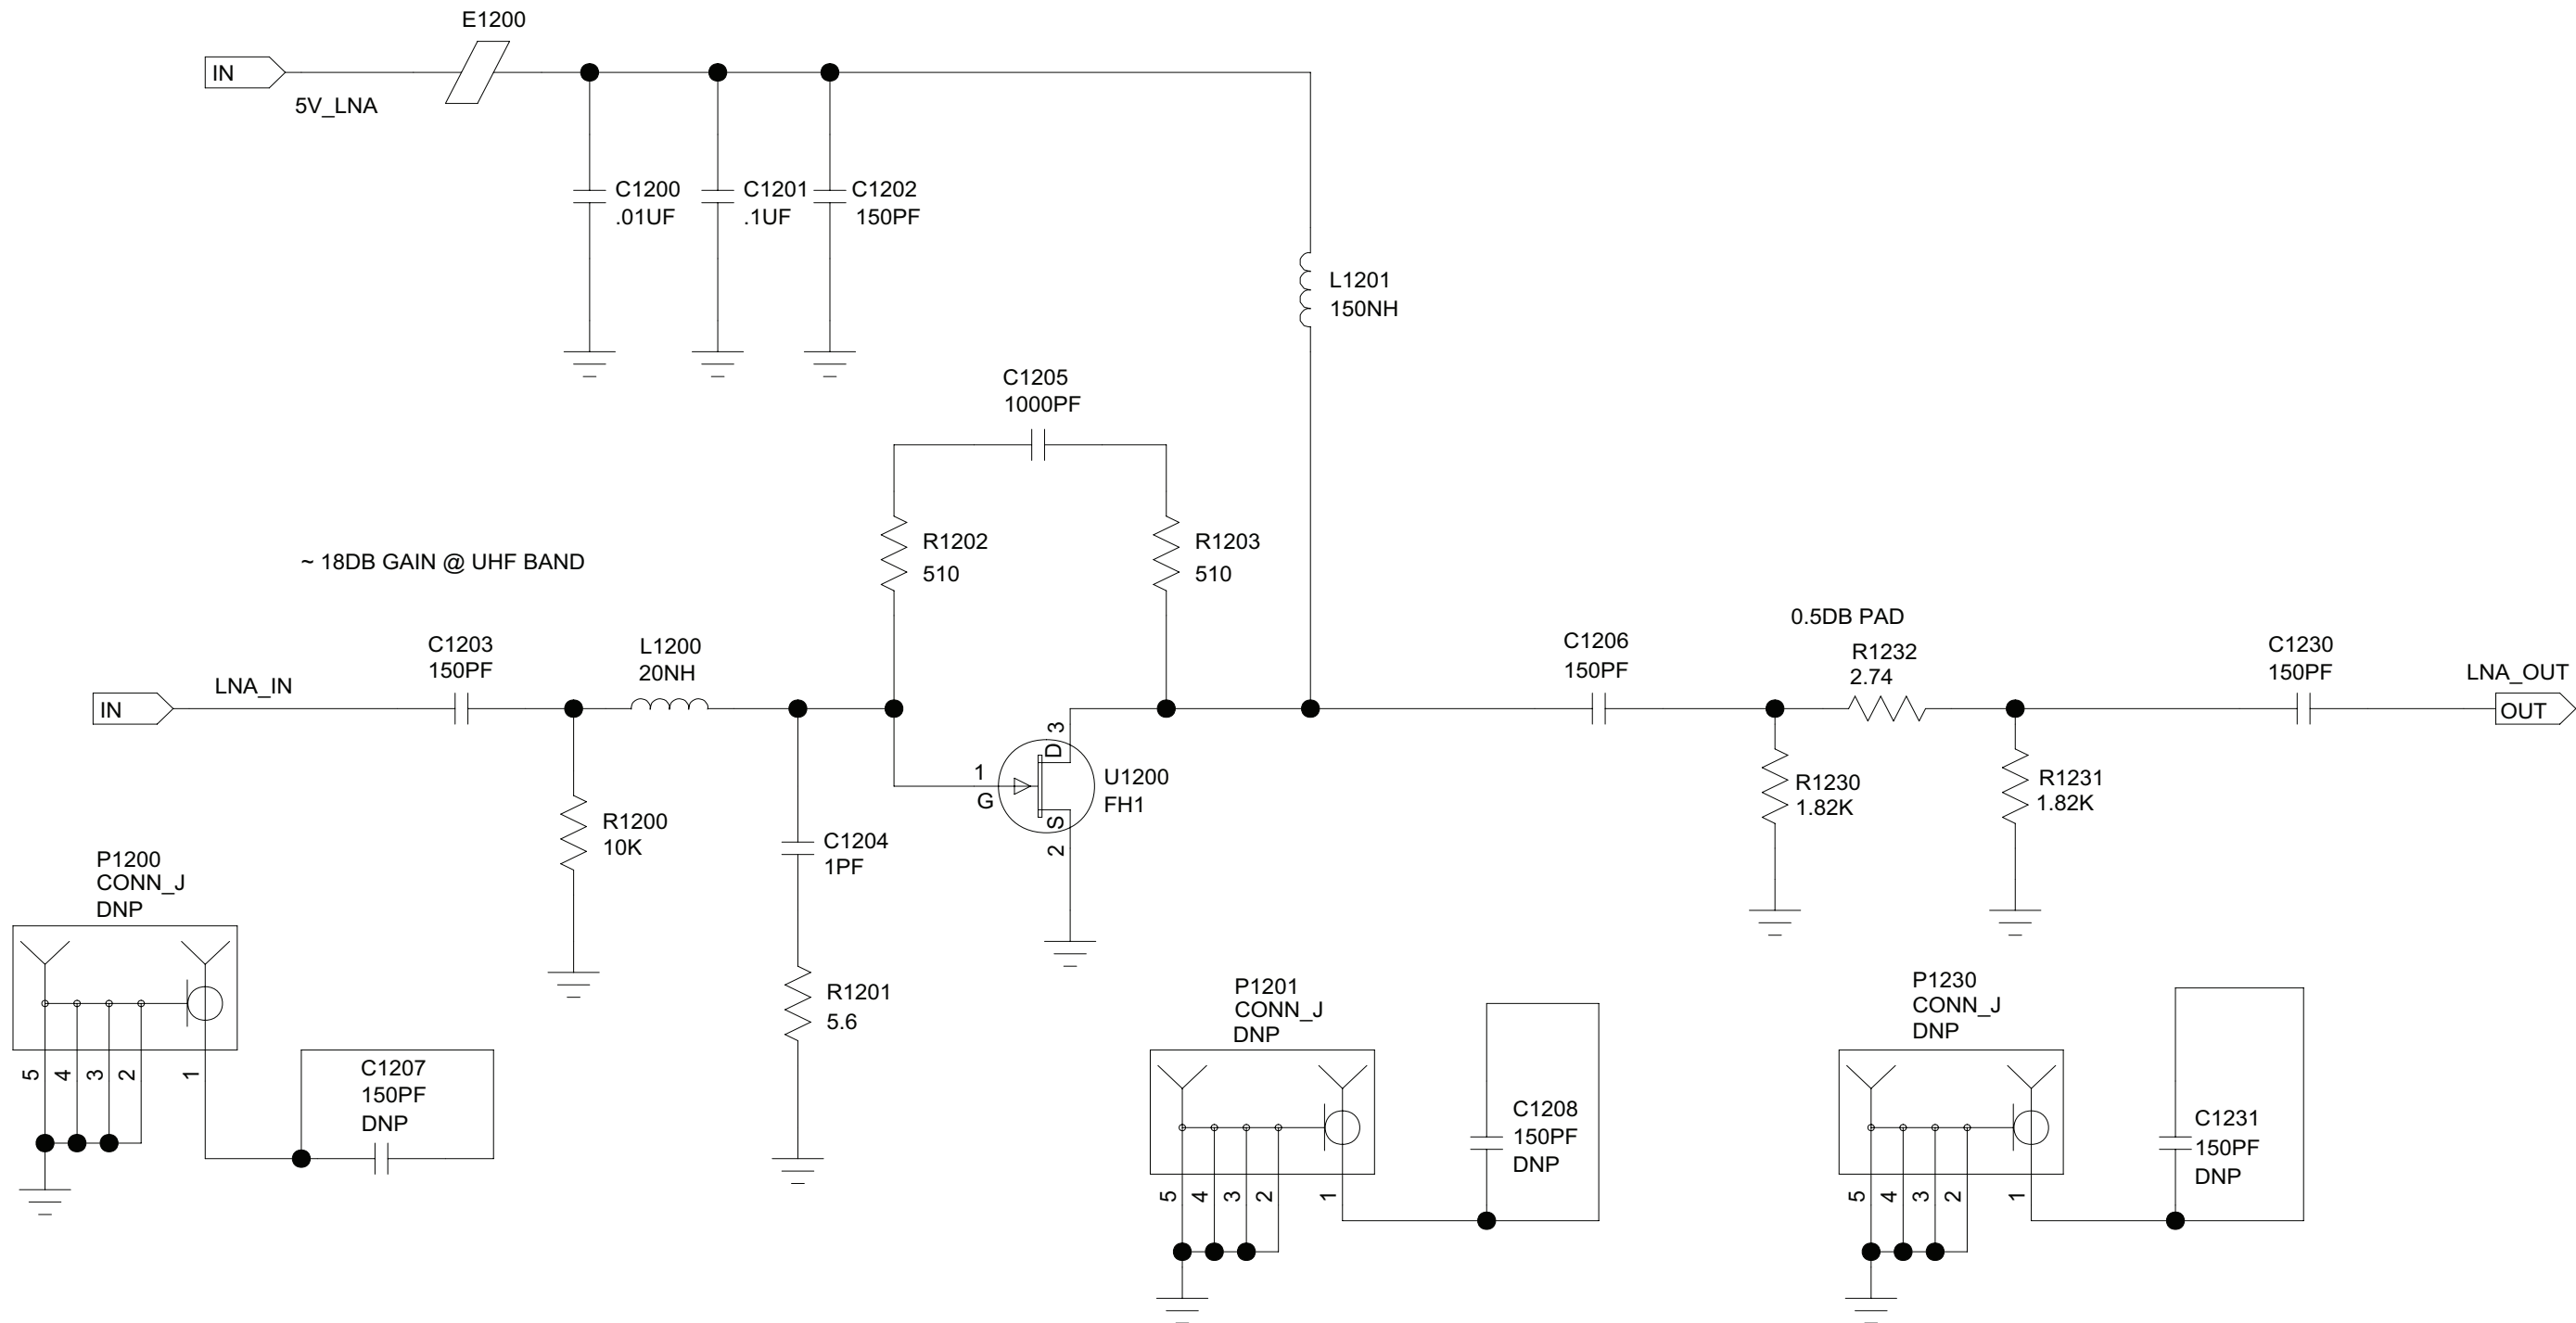 E1200
IN
5V_LNA
C1200
.01UF
C1201
.1UF
C1202
150PF
L1201
150NH
C1205
1000PF
R1202
510
R1203
510
~ 18DB GAIN @ UHF BAND
0.5DB PAD
C1203
150PF
L1200
20NH
C1206
150PF
R1232
2.74
C1230
150PF
LNA_IN
IN
LNA_OUT
OUT
1
G
D
3
S
2
U1200
FH1
R1230
1.82K
R1231
1.82K
R1200
10K
C1204
1PF
R1201
5.6
P1200
CONN_J
DNP
5
4
3
2
1
C1207
150PF
DNP
P1201
CONN_J
DNP
5
4
3
2
1
C1208
150PF
DNP
P1230
CONN_J
DNP
5
4
3
2
1
C1231
150PF
DNP